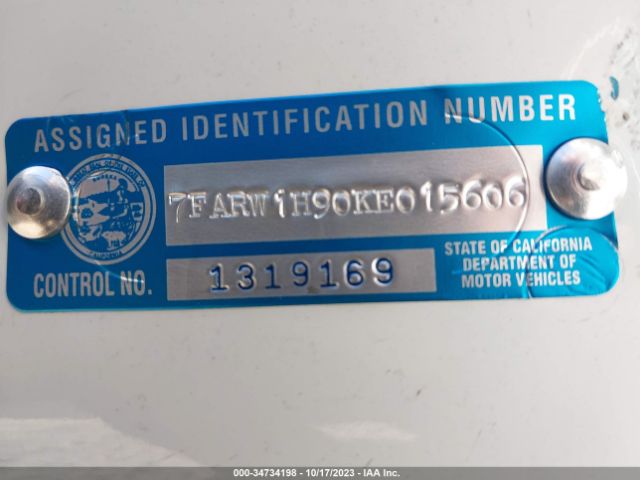 ASSIGNED IDENTIFICATION NUMBER
7FARW1H90KE015606
CONTROL NO.
1319169
STATE OF CALIFORNIA
DEPARTMENT OF
MOTOR VEHICLES
000-34734198 - 10/17/2023 - IAA Inc.